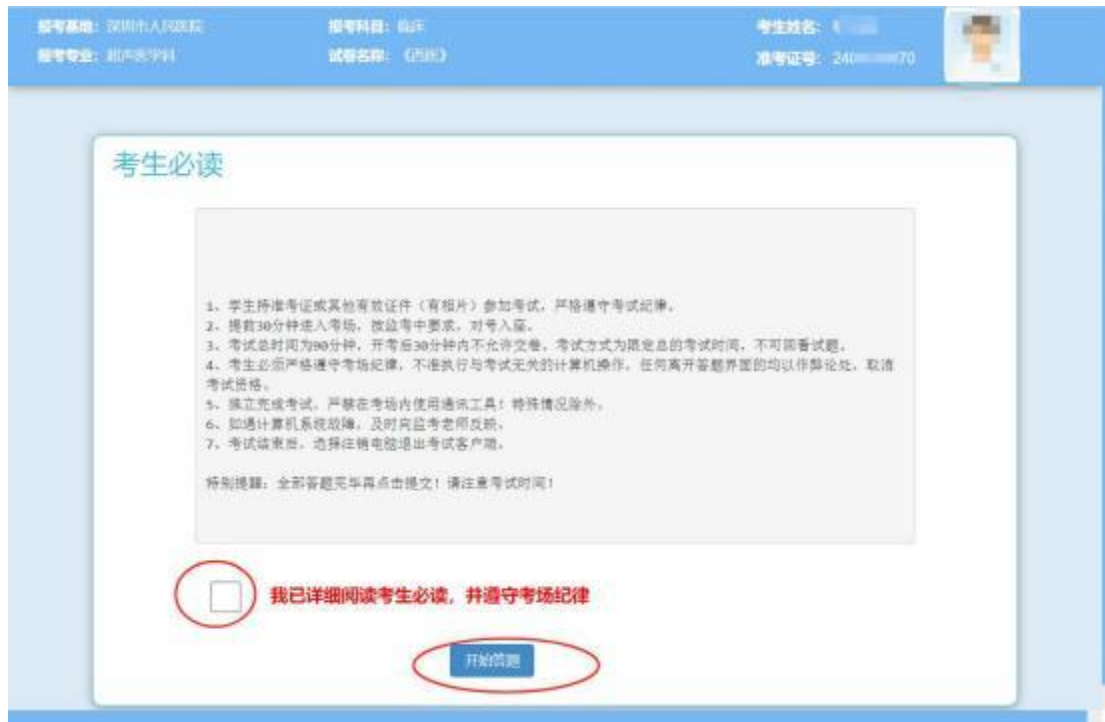 报考基地：深圳市人民医院
报考科目：临床
考生姓名：
报考专业：超声医学科
试卷名称：《西医》
准考证号：240 70
考生必读
1、学生持准考证或其他有效证件（有相片）参加考试，严格遵守考试纪律。
2、提前30分钟进入考场，按监考中要求，对号入座。
3、考试总时间为90分钟，开考后30分钟内不允许交卷。考试方式为限定总的考试时间，不可回看试题。
4、考生必须严格遵守考场纪律，不准执行与考试无关的计算机操作，任何离开答题界面的均以作弊论处，取消
考试资格。
5、独立完成考试，严禁在考场内使用通讯工具！特殊情况除外。
6、如遇计算机系统故障，及时向监考老师反映。
7、考试结束后，选择注销电脑退出考试客户端。
特别提醒：全部答题完毕再点击提交！请注意考试时间！
我已详细阅读考生必读，并遵守考场纪律
开始答题